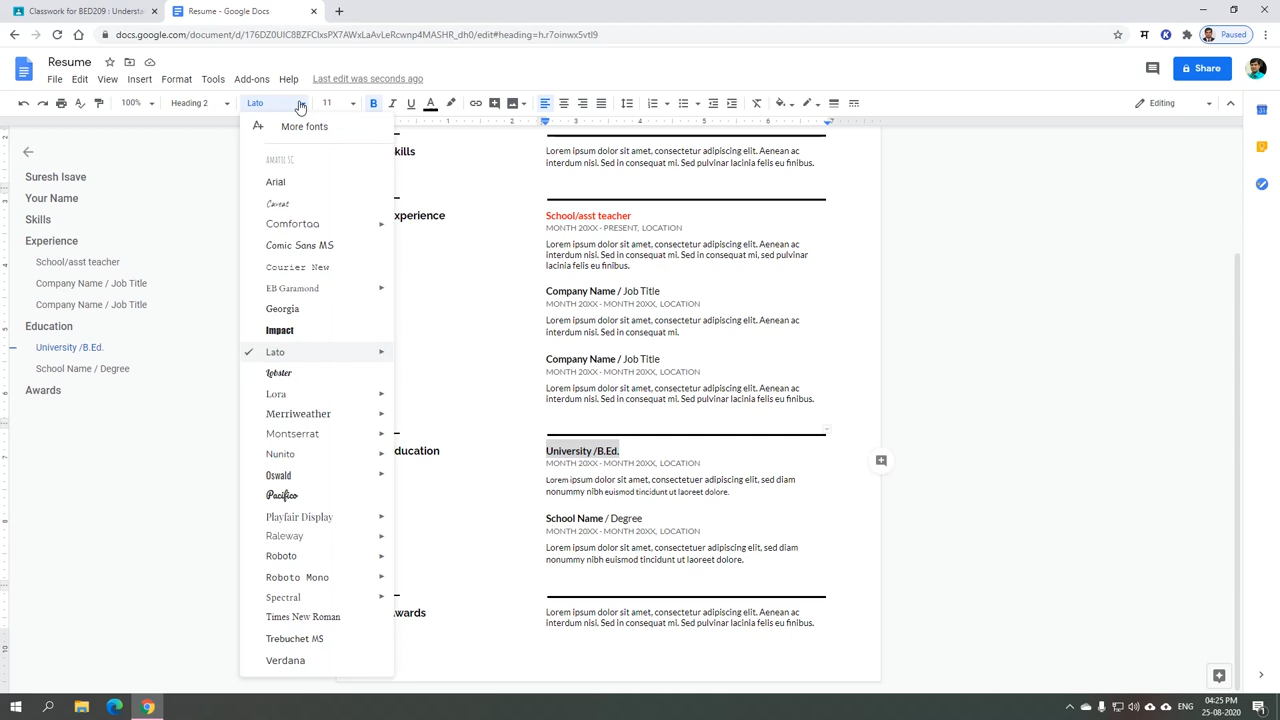 Classwork for BED209 : Understa
Resume - Google Docs
docs.google.com/document/d/176DZ0UIC8BZFClxsPX7AWxLaAvLeRcwnp4MASHR_dh0/edit#heading=h.r7oinwx5vtl9
Paused
Resume
File Edit View Insert Format Tools Add-ons Help Last edit was seconds ago
Share
100% Heading 2 Lato 11 B I U A Editing
1 2 3 4 5 6
More fonts
Amatic SC
Arial
Caveat
Comfortaa
Comic Sans MS
Courier New
EB Garamond
Georgia
Impact
Lato
Lobster
Lora
Merriweather
Montserrat
Nunito
Oswald
Pacifico
Playfair Display
Raleway
Roboto
Roboto Mono
Spectral
Times New Roman
Trebuchet MS
Verdana
Suresh Isave
Your Name
Skills
Experience
School/asst teacher
Company Name / Job Title
Company Name / Job Title
Education
University /B.Ed.
School Name / Degree
Awards
kills
Lorem ipsum dolor sit amet, consectetur adipiscing elit. Aenean ac
interdum nisi. Sed in consequat mi. Sed pulvinar lacinia felis eu finibus.
xperience
School/asst teacher
MONTH 20XX - PRESENT, LOCATION
Lorem ipsum dolor sit amet, consectetur adipiscing elit. Aenean ac
interdum nisi. Sed in consequat mi. Sed in consequat mi, sed pulvinar
lacinia felis eu finibus.
Company Name / Job Title
MONTH 20XX - MONTH 20XX, LOCATION
Lorem ipsum dolor sit amet, consectetur adipiscing elit. Aenean ac
interdum nisi. Sed in consequat mi.
Company Name / Job Title
MONTH 20XX - MONTH 20XX, LOCATION
Lorem ipsum dolor sit amet, consectetur adipiscing elit. Aenean ac
interdum nisi. Sed in consequat mi. Sed pulvinar lacinia felis eu finibus.
ducation
University /B.Ed.
MONTH 20XX - MONTH 20XX, LOCATION
Lorem ipsum dolor sit amet, consectetuer adipiscing elit, sed diam
nonummy nibh euismod tincidunt ut laoreet dolore.
School Name / Degree
MONTH 20XX - MONTH 20XX, LOCATION
Lorem ipsum dolor sit amet, consectetuer adipiscing elit, sed diam
nonummy nibh euismod tincidunt ut laoreet dolore.
wards
Lorem ipsum dolor sit amet, consectetur adipiscing elit. Aenean ac
interdum nisi. Sed in consequat mi. Sed pulvinar lacinia felis eu finibus.
ENG
04:25 PM
25-08-2020